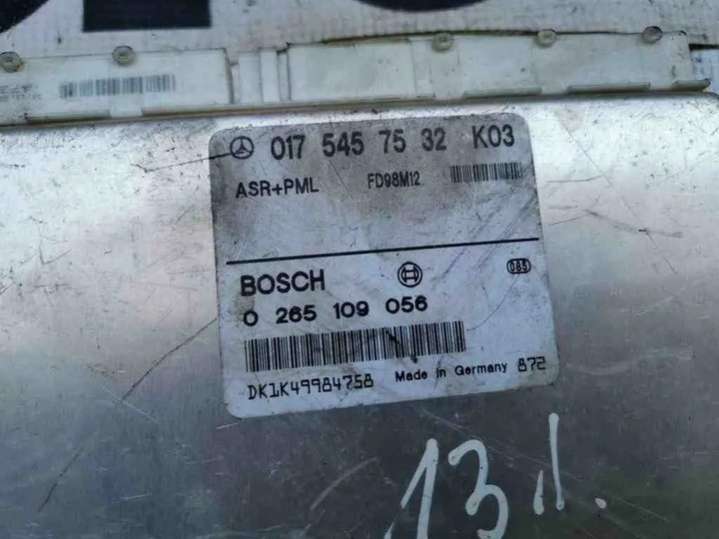 017 545 75 32 K03
ASR+PML FD98M12
BOSCH 085
0 265 109 056
DK1K49984758 Made in Germany 872
13.